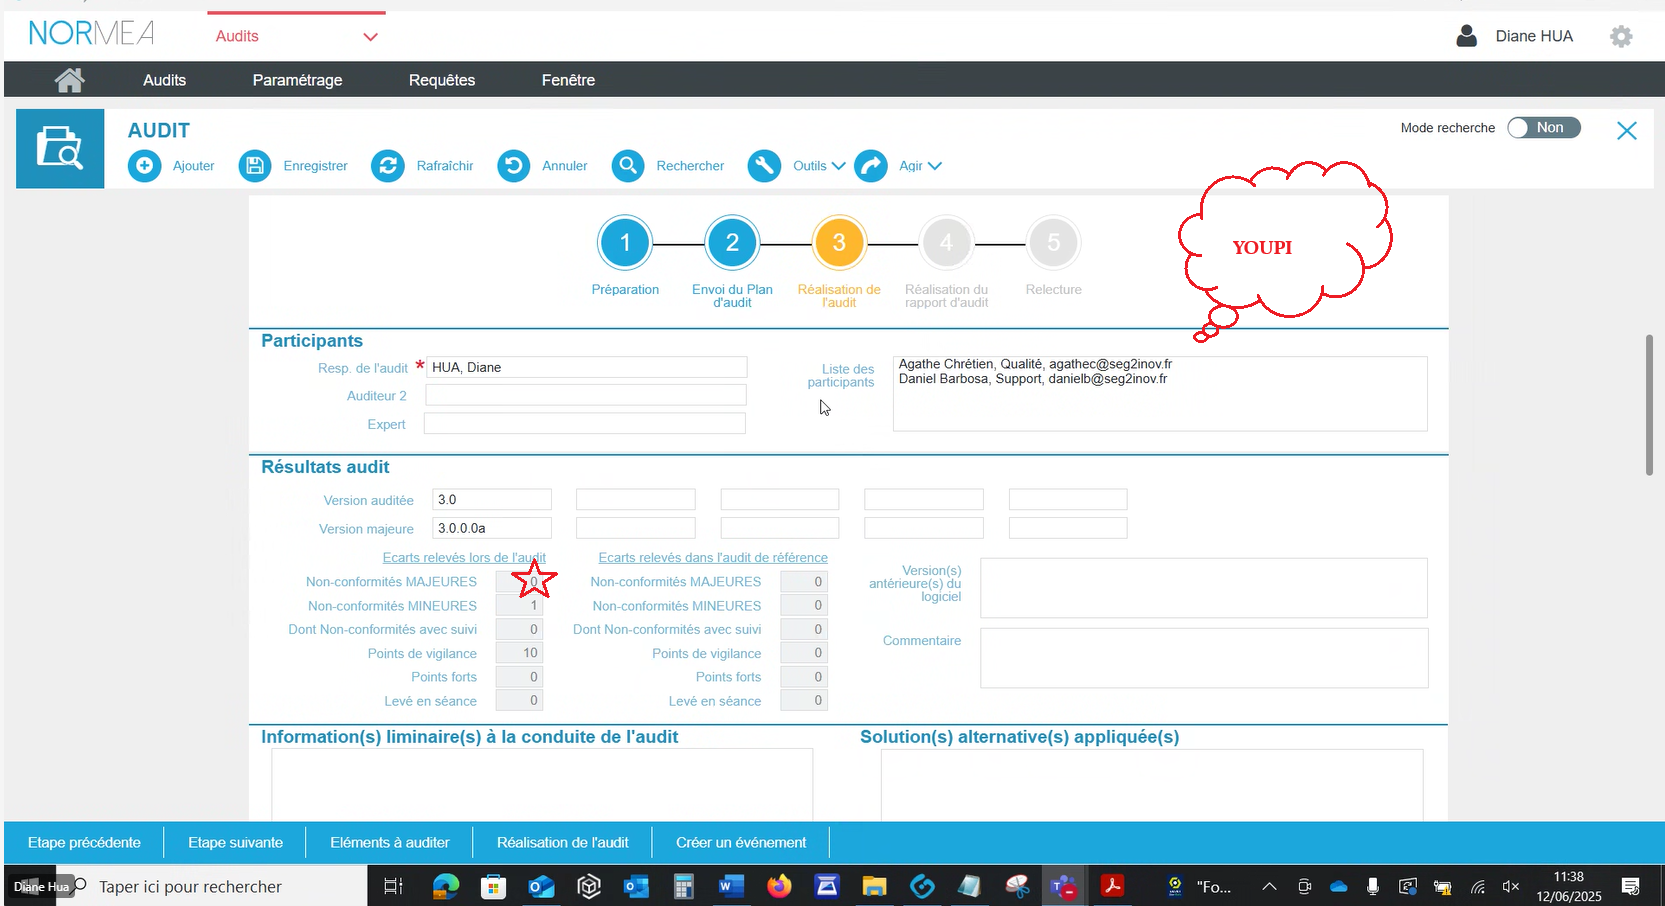 NORMEA
Audits
Diane HUA
Audits
Paramétrage
Requêtes
Fenêtre
AUDIT
Mode recherche
Non
Ajouter
Enregistrer
Rafraîchir
Annuler
Rechercher
Outils
Agir
1
2
3
4
5
Préparation
Envoi du Plan
d'audit
Réalisation de
l'audit
Réalisation du
rapport d'audit
Relecture
YOUPI
Participants
Resp. de l'audit * HUA, Diane
Auditeur 2
Expert
Liste des
participants
Agathe Chrétien, Qualité, agathec@seg2inov.fr
Daniel Barbosa, Support, danielb@seg2inov.fr
Résultats audit
Version auditée 3.0
Version majeure 3.0.0.0a
Ecarts relevés lors de l'audit
Non-conformités MAJEURES 0
Non-conformités MINEURES 1
Dont Non-conformités avec suivi 0
Points de vigilance 10
Points forts 0
Levé en séance 0
Ecarts relevés dans l'audit de référence
Non-conformités MAJEURES 0
Non-conformités MINEURES 0
Dont Non-conformités avec suivi 0
Points de vigilance 0
Points forts 0
Levé en séance 0
Version(s)
antérieure(s) du
logiciel
Commentaire
Information(s) liminaire(s) à la conduite de l'audit
Solution(s) alternative(s) appliquée(s)
Etape précédente
Etape suivante
Eléments à auditer
Réalisation de l'audit
Créer un événement
Diane Hua
Taper ici pour rechercher
"Fo...
11:38
12/06/2025